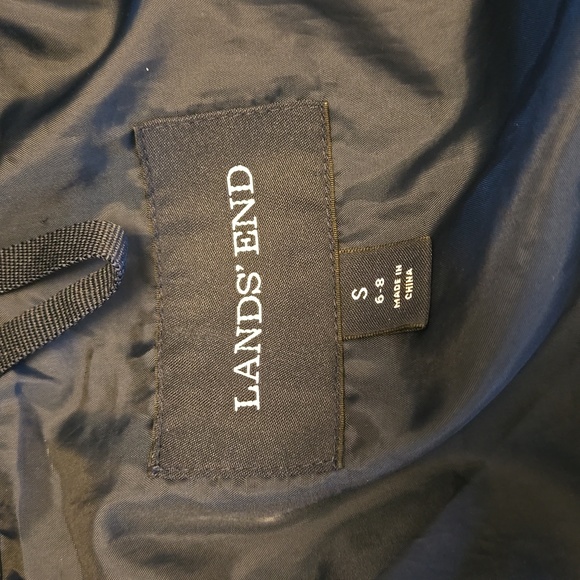 LANDS' END
S
6-8
MADE IN
CHINA